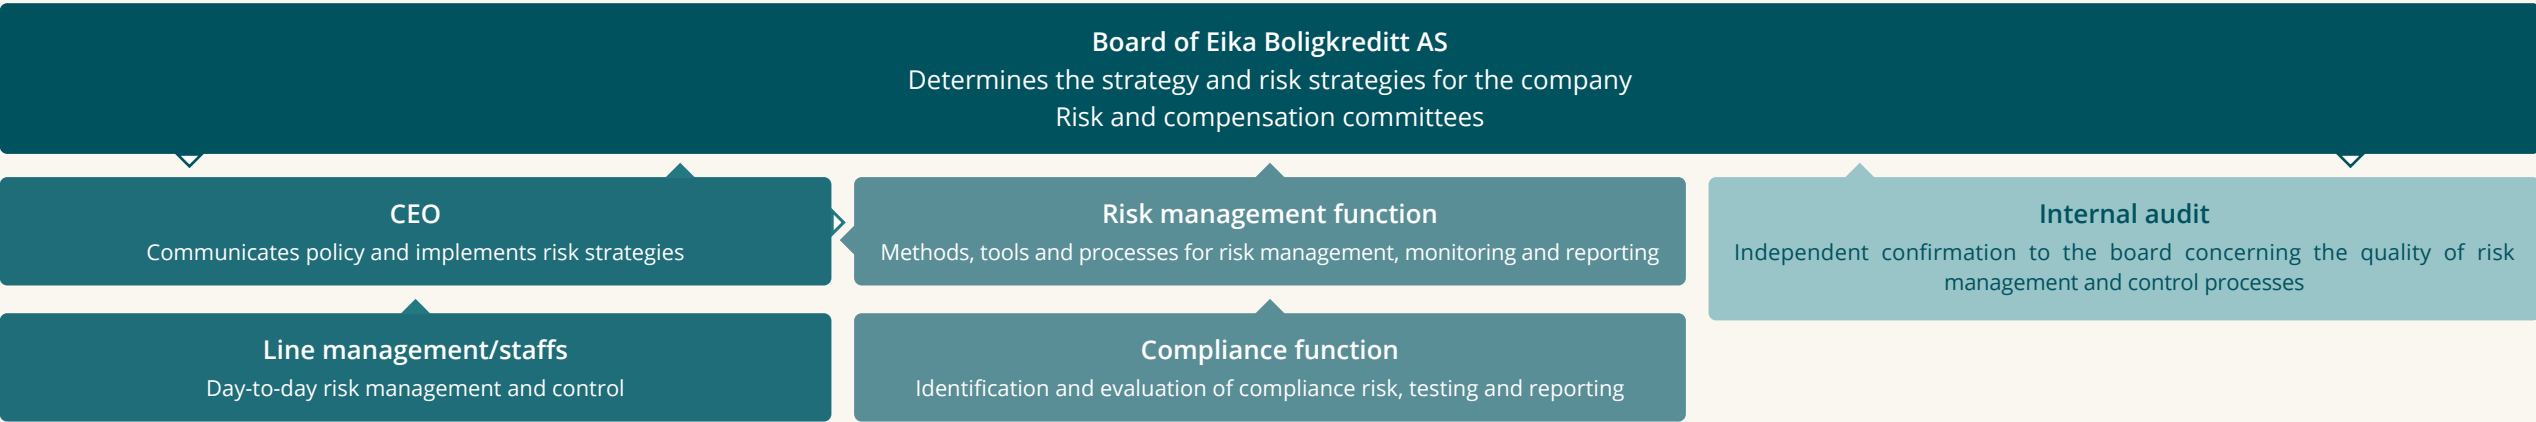 Board of Eika Boligkreditt AS
Determines the strategy and risk strategies for the company
Risk and compensation committees
CEO
Communicates policy and implements risk strategies
Risk management function
Methods, tools and processes for risk management, monitoring and reporting
Internal audit
Independent confirmation to the board concerning the quality of risk
management and control processes
Line management/staffs
Day-to-day risk management and control
Compliance function
Identification and evaluation of compliance risk, testing and reporting